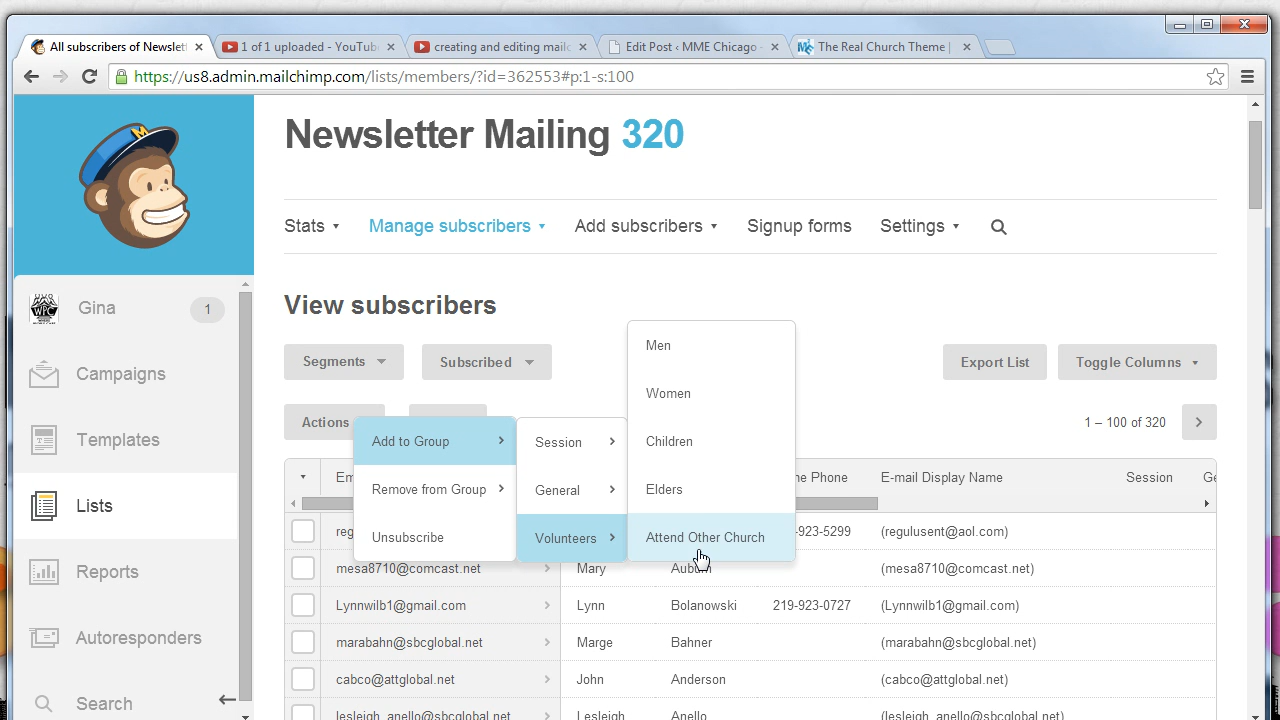 All subscribers of Newslett
1 of 1 uploaded - YouTube
creating and editing mailc
Edit Post ‹ MME Chicago -
The Real Church Theme |
https://us8.admin.mailchimp.com/lists/members/?id=362553#p:1-s:100
Newsletter Mailing 320
Stats Manage subscribers Add subscribers Signup forms Settings
WPC Gina 1
View subscribers
Campaigns
Templates
Lists
Reports
Autoresponders
Search
Segments Subscribed Export List Toggle Columns
Actions 1 – 100 of 320
Add to Group
Remove from Group
Unsubscribe
Session
General
Volunteers
Men
Women
Children
Elders
Attend Other Church
Em Phone E-mail Display Name Session Ge
reg -923-5299 (regulusent@aol.com)
mesa8710@comcast.net Mary Auburn (mesa8710@comcast.net)
Lynnwilb1@gmail.com Lynn Bolanowski 219-923-0727 (Lynnwilb1@gmail.com)
marabahn@sbcglobal.net Marge Bahner (marabahn@sbcglobal.net)
cabco@attglobal.net John Anderson (cabco@attglobal.net)
lesleigh_anello@sbcglobal.net Lesleigh Anello (lesleigh_anello@sbcglobal.net)